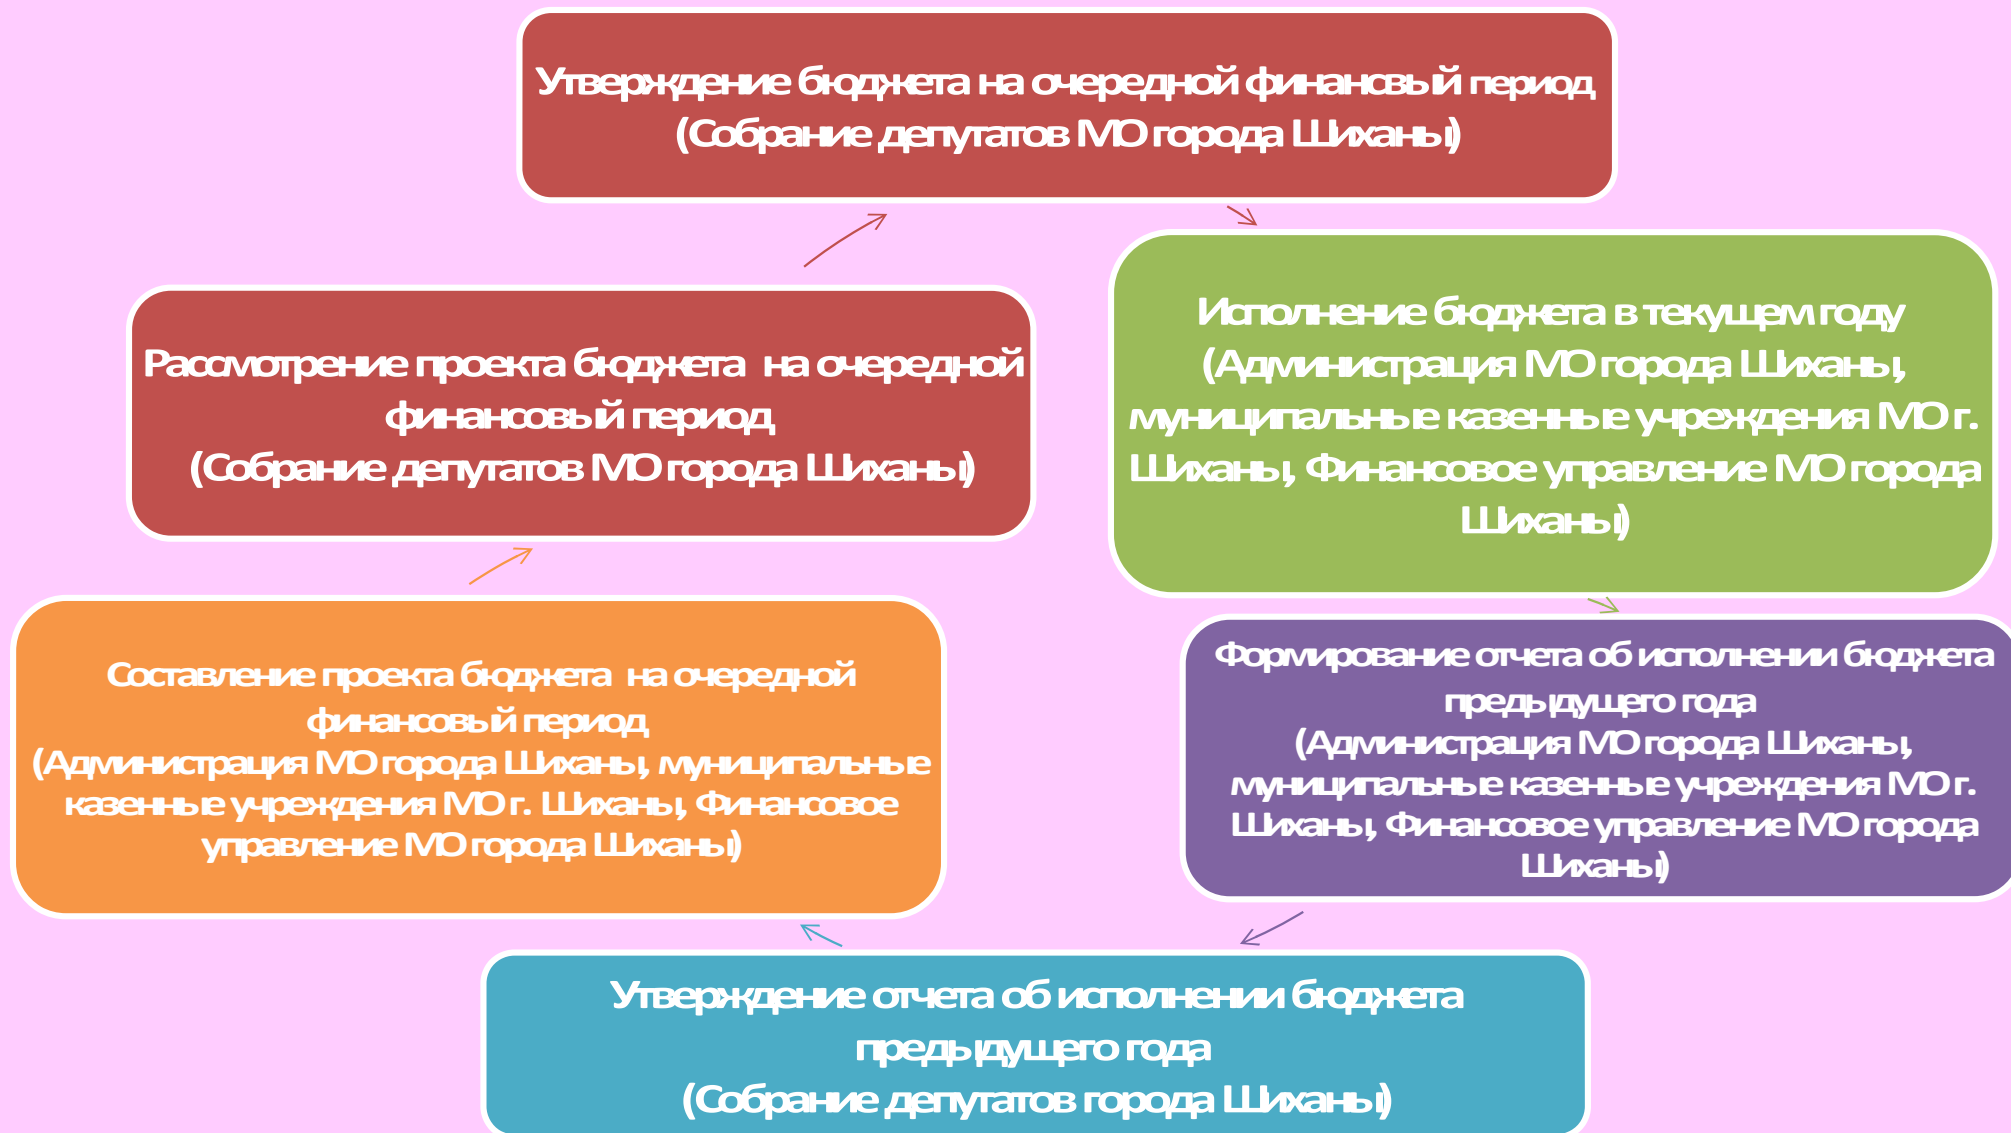 Утверждение бюджета на очередной финансовый период
(Собрание депутатов МО города Шиханы)
Рассмотрение проекта бюджета на очередной
финансовый период
(Собрание депутатов МО города Шиханы)
Исполнение бюджета в текущем году
(Администрация МО города Шиханы,
муниципальные казенные учреждения МО г.
Шиханы, Финансовое управление МО города
Шиханы)
Составление проекта бюджета на очередной
финансовый период
(Администрация МО города Шиханы, муниципальные
казенные учреждения МО г. Шиханы, Финансовое
управление МО города Шиханы)
Формирование отчета об исполнении бюджета
предыдущего года
(Администрация МО города Шиханы,
муниципальные казенные учреждения МО г.
Шиханы, Финансовое управление МО города
Шиханы)
Утверждение отчета об исполнении бюджета
предыдущего года
(Собрание депутатов города Шиханы)